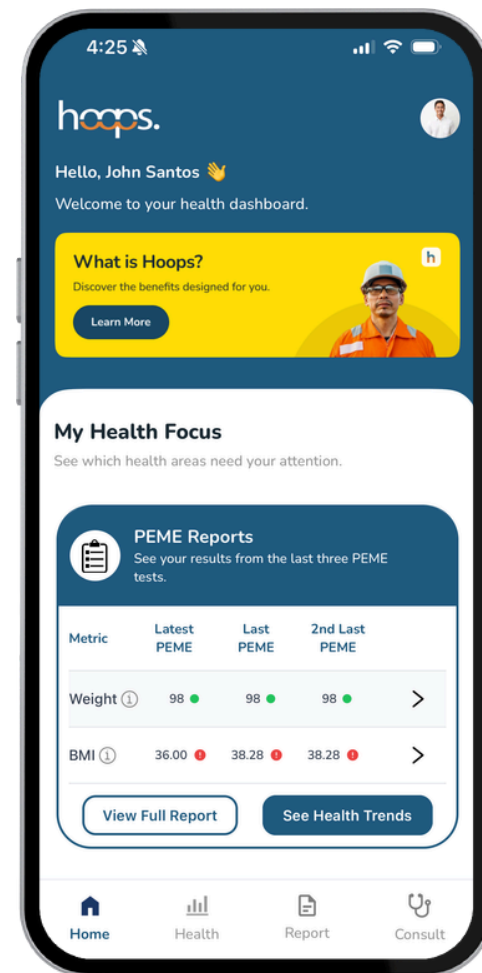 4:25
hoops.
Hello, John Santos 👋
Welcome to your health dashboard.
What is Hoops?
h
Discover the benefits designed for you.
Learn More
My Health Focus
See which health areas need your attention.
PEME Reports
See your results from the last three PEME
tests.
Metric
Latest
PEME
Last
PEME
2nd Last
PEME
Weight
98 98 98
BMI
36.00 38.28 38.28
View Full Report See Health Trends
Home Health Report Consult